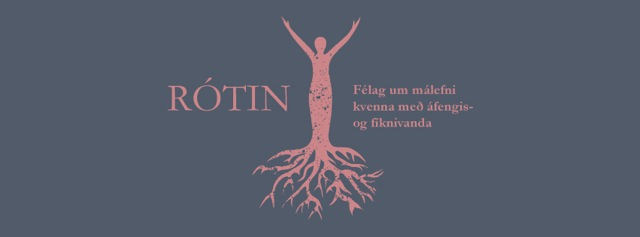 RÓTIN
Félag um málefni
kvenna með áfengis-
og fíknivanda